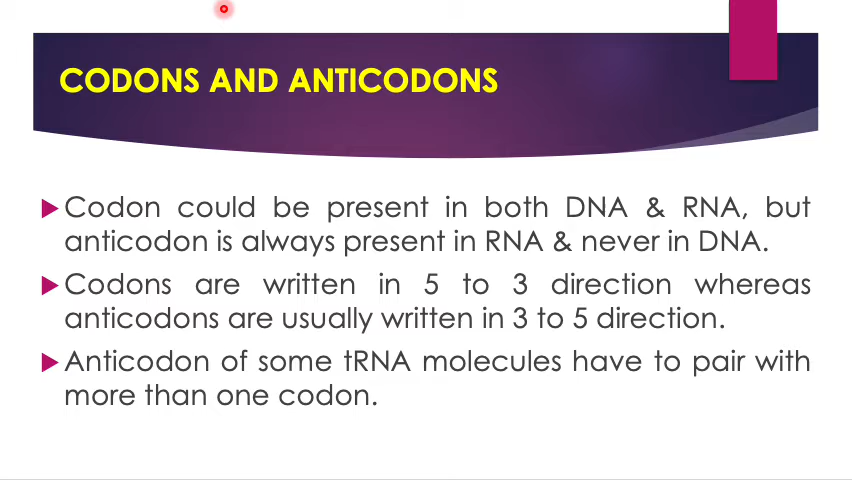 CODONS AND ANTICODONS
Codon could be present in both DNA & RNA, but
anticodon is always present in RNA & never in DNA.
Codons are written in 5 to 3 direction whereas
anticodons are usually written in 3 to 5 direction.
Anticodon of some tRNA molecules have to pair with
more than one codon.